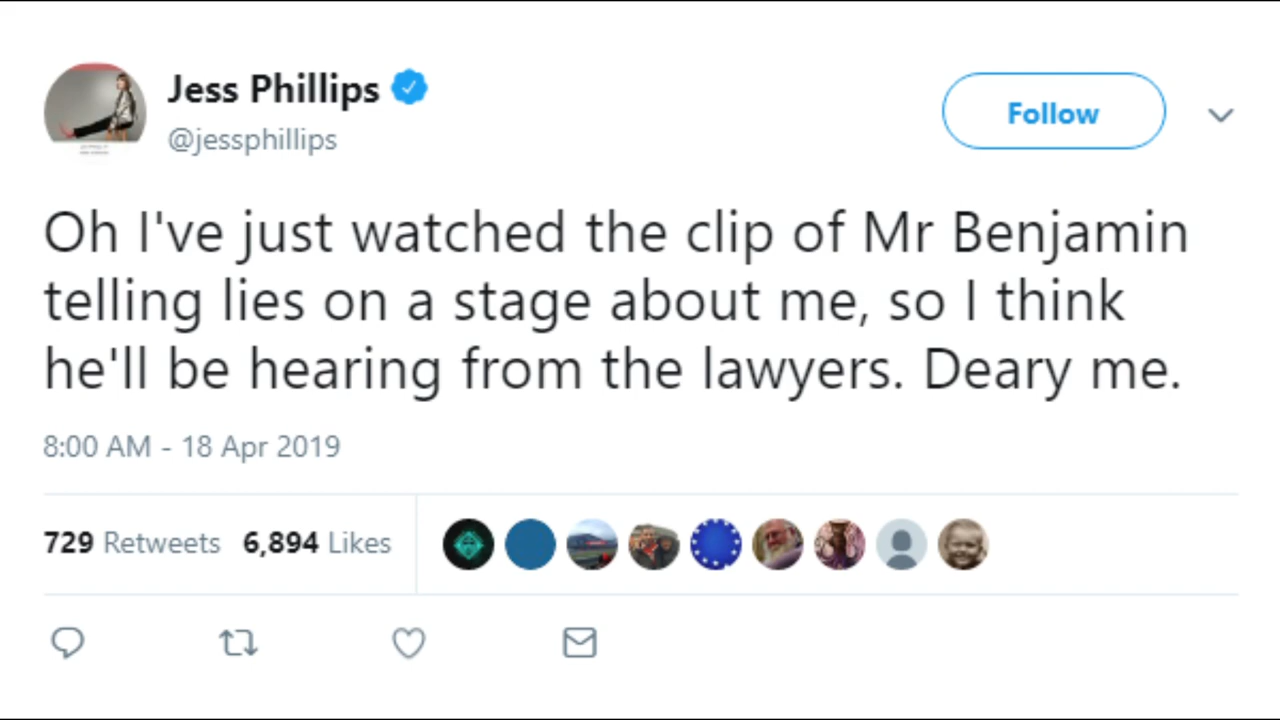 Jess Phillips
@jessphillips
Follow
Oh I've just watched the clip of Mr Benjamin
telling lies on a stage about me, so I think
he'll be hearing from the lawyers. Deary me.
8:00 AM - 18 Apr 2019
729 Retweets 6,894 Likes